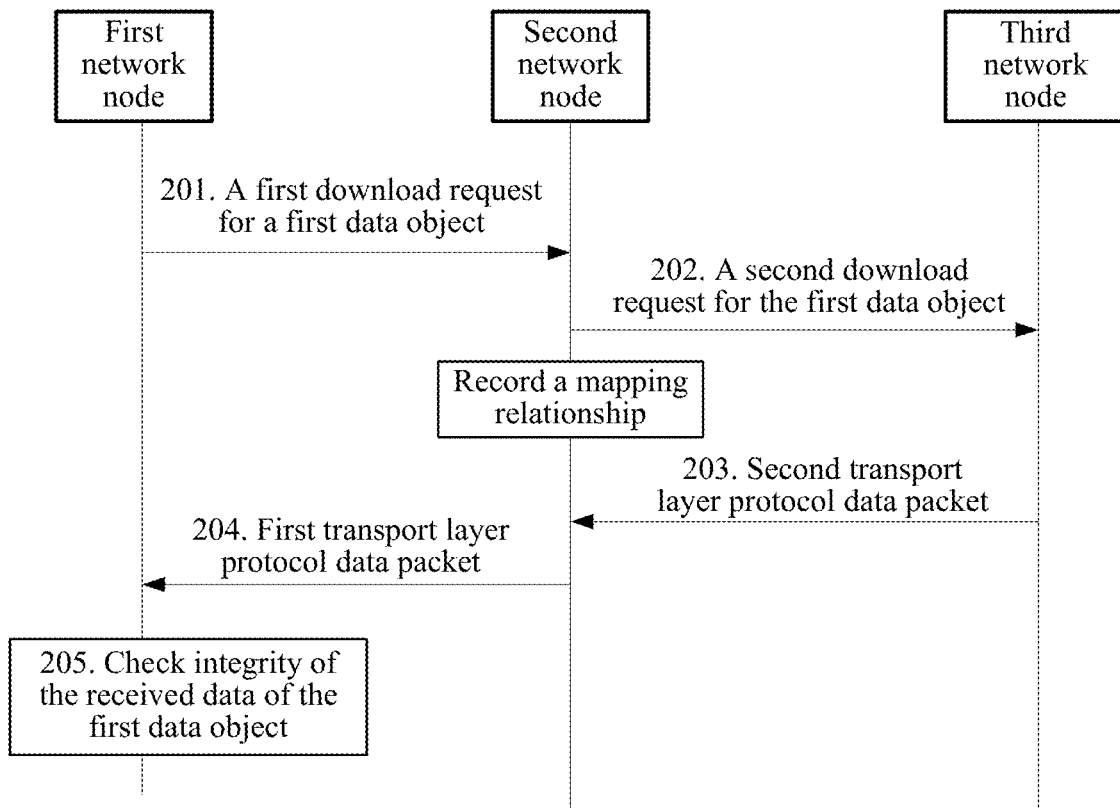 First
network
node
Second
network
node
Third
network
node
201. A first download request
for a first data object
202. A second download
request for the first data object
Record a mapping
relationship
203. Second transport
layer protocol data packet
204. First transport layer
protocol data packet
205. Check integrity of
the received data of the
first data object